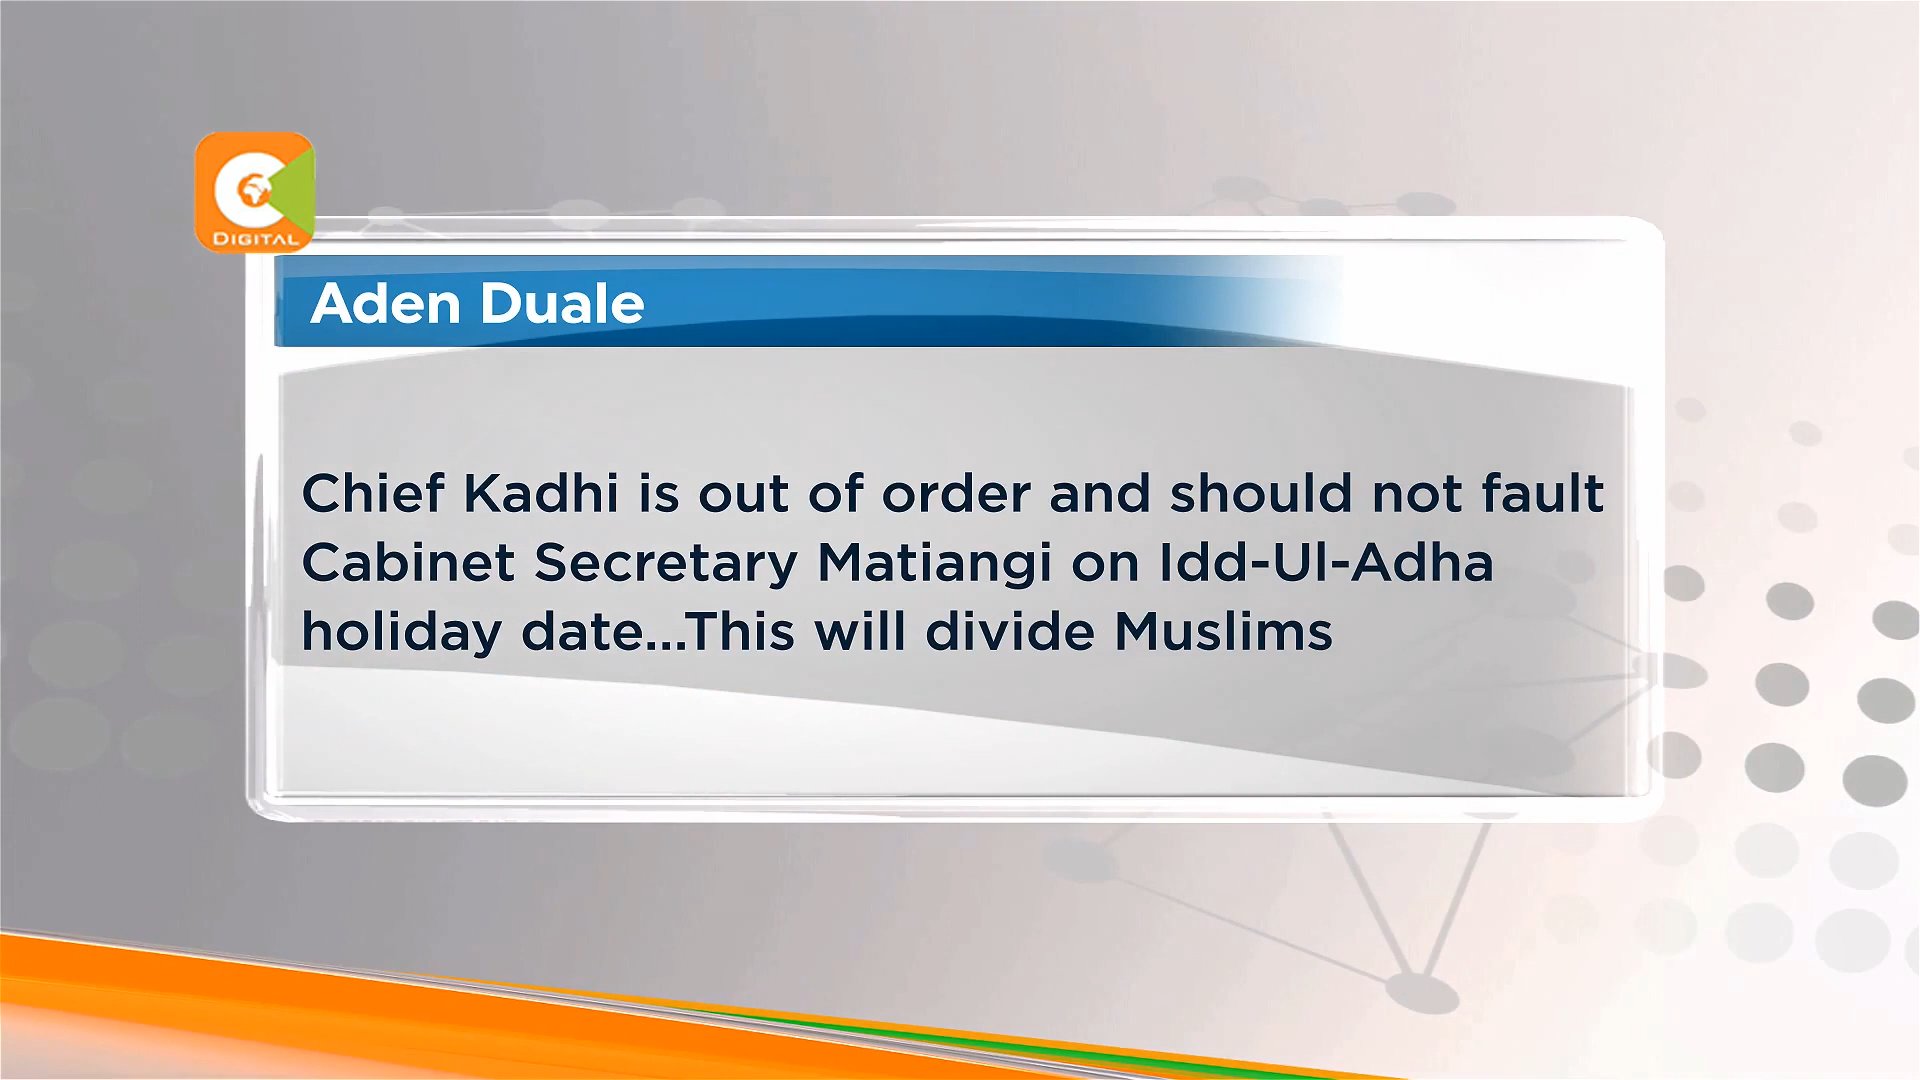 DIGITAL
Aden Duale
Chief Kadhi is out of order and should not fault
Cabinet Secretary Matiangi on Idd-Ul-Adha
holiday date...This will divide Muslims